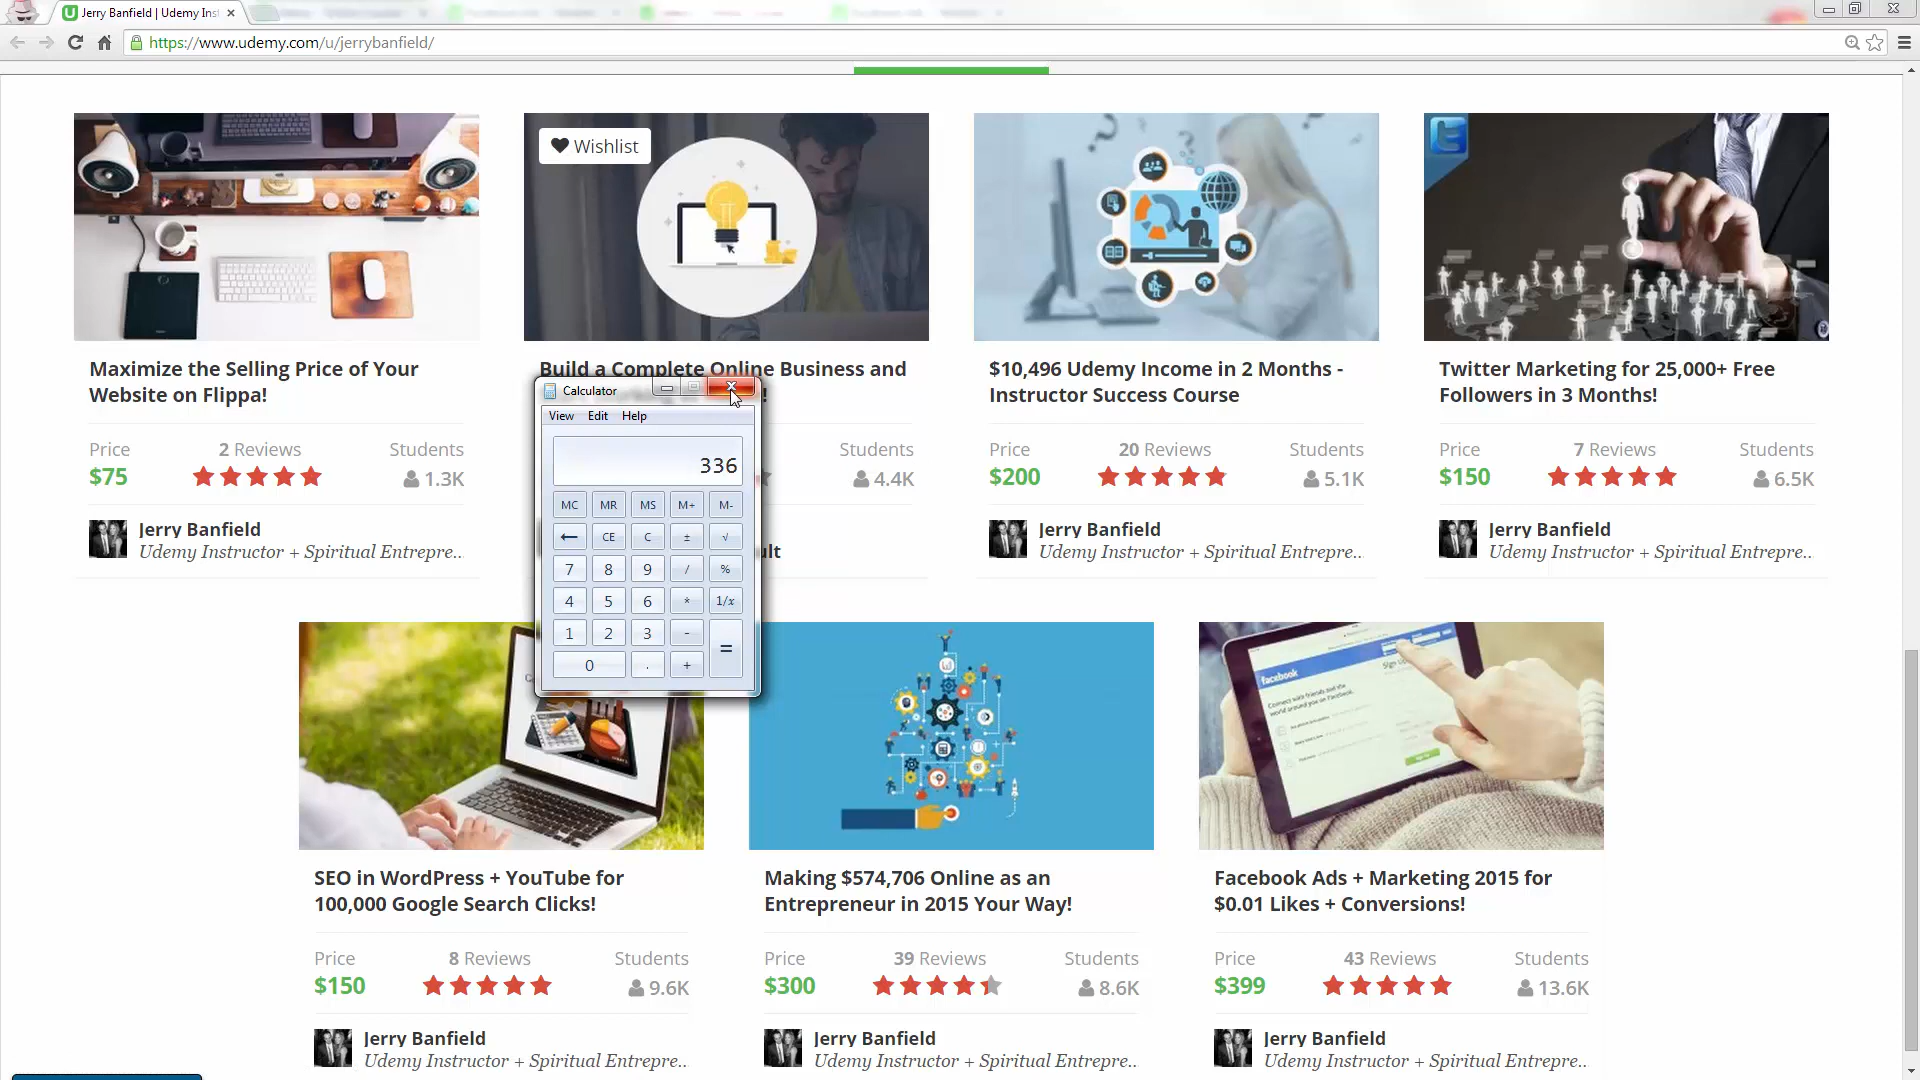 Jerry Banfield | Udemy Ins
https://www.udemy.com/u/jerrybanfield/
Wishlist
Maximize the Selling Price of Your
Website on Flippa!
Price
2 Reviews
Students
$75
1.3K
Jerry Banfield
Udemy Instructor + Spiritual Entrepre..
Build a Complete Online Business and
!
Students
4.4K
ult
$10,496 Udemy Income in 2 Months -
Instructor Success Course
Price
20 Reviews
Students
$200
5.1K
Jerry Banfield
Udemy Instructor + Spiritual Entrepre..
Twitter Marketing for 25,000+ Free
Followers in 3 Months!
Price
7 Reviews
Students
$150
6.5K
Jerry Banfield
Udemy Instructor + Spiritual Entrepre..
Calculator
View Edit Help
336
MC MR MS M+ M-
← CE C ± √
7 8 9 / %
4 5 6 * 1/x
1 2 3 - =
0 . +
SEO in WordPress + YouTube for
100,000 Google Search Clicks!
Price
8 Reviews
Students
$150
9.6K
Jerry Banfield
Udemy Instructor + Spiritual Entrepre..
Making $574,706 Online as an
Entrepreneur in 2015 Your Way!
Price
39 Reviews
Students
$300
8.6K
Jerry Banfield
Udemy Instructor + Spiritual Entrepre..
facebook
Facebook Ads + Marketing 2015 for
$0.01 Likes + Conversions!
Price
43 Reviews
Students
$399
13.6K
Jerry Banfield
Udemy Instructor + Spiritual Entrepre..